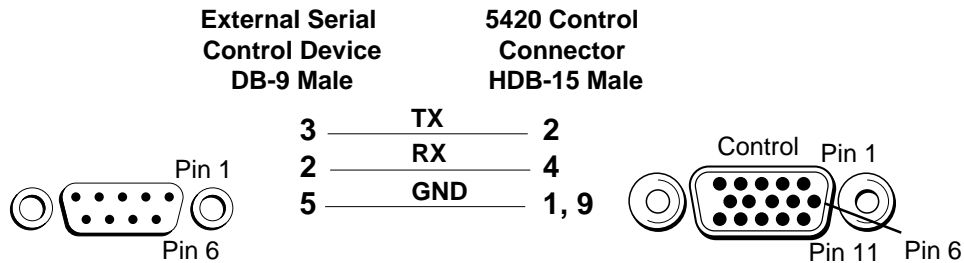 External Serial
Control Device
DB-9 Male
5420 Control
Connector
HDB-15 Male
3 TX 2
2 RX 4
5 GND 1, 9
Pin 1
Pin 6
Control
Pin 1
Pin 11
Pin 6